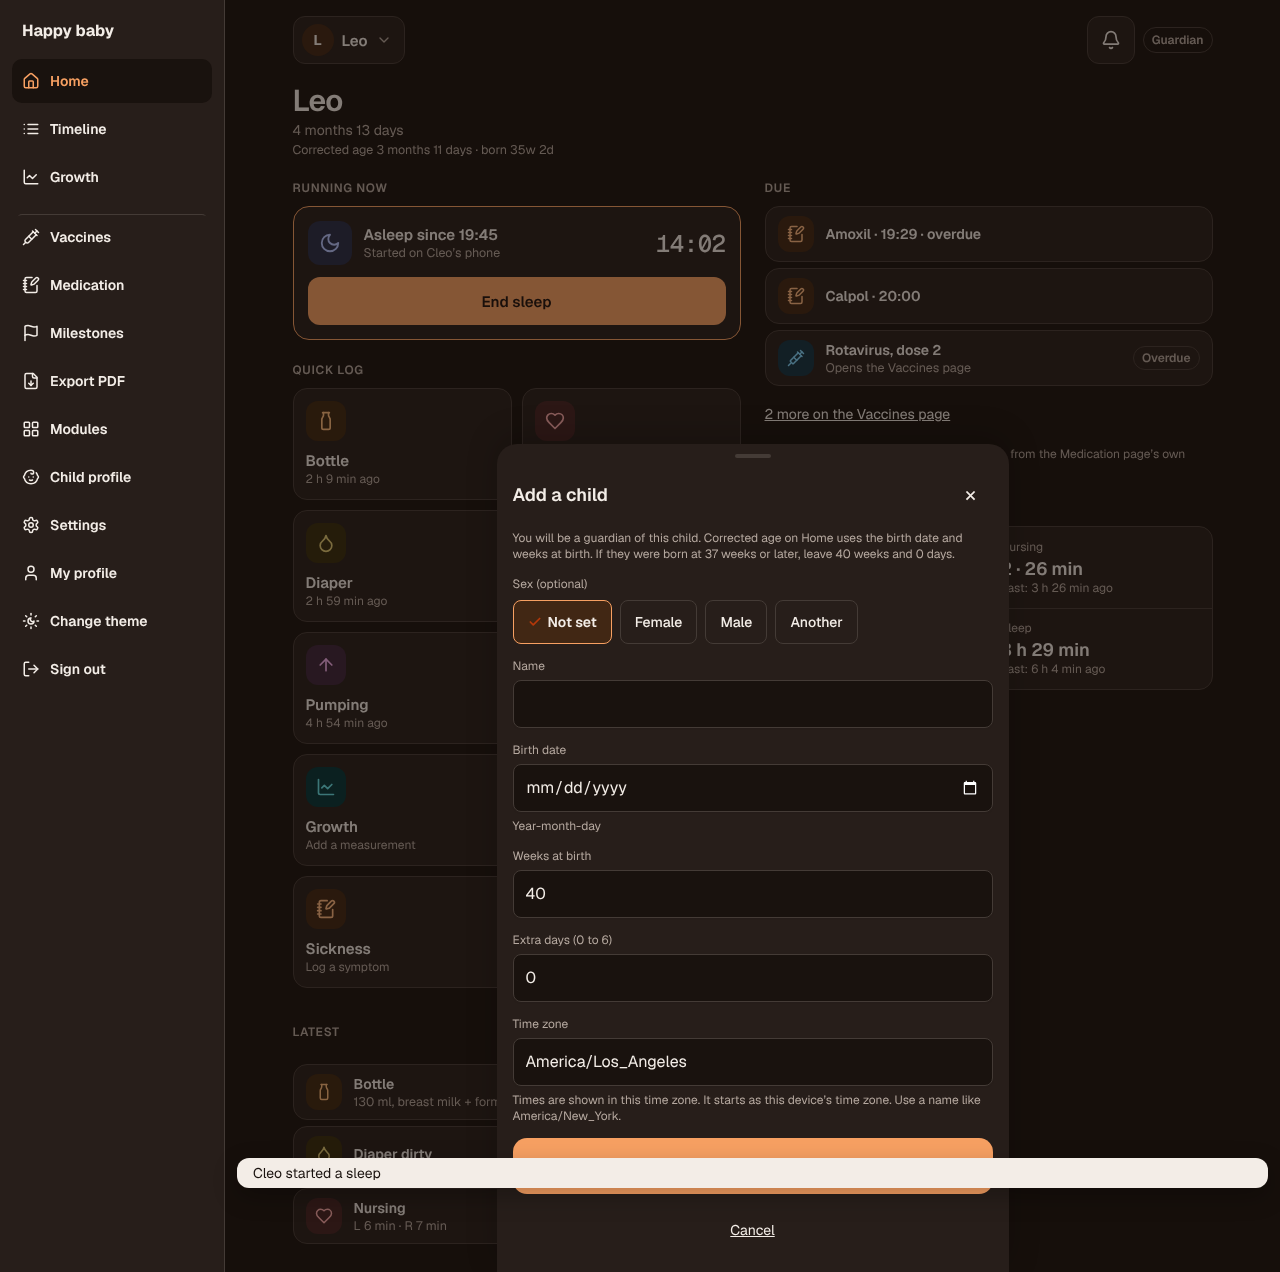 Happy baby
Home
Timeline
Growth
Vaccines
Medication
Milestones
Export PDF
Modules
Child profile
Settings
My profile
Change theme
Sign out
L Leo
Guardian
Leo
4 months 13 days
Corrected age 3 months 11 days · born 35w 2d
RUNNING NOW
Asleep since 19:45
Started on Cleo's phone
14:02
End sleep
QUICK LOG
Bottle
2 h 9 min ago
Diaper
2 h 59 min ago
Pumping
4 h 54 min ago
Growth
Add a measurement
Sickness
Log a symptom
LATEST
Bottle
130 ml, breast milk + form
Diaper dirty
Nursing
L 6 min · R 7 min
DUE
Amoxil · 19:29 · overdue
Calpol · 20:00
Rotavirus, dose 2
Opens the Vaccines page
Overdue
2 more on the Vaccines page
from the Medication page's own
ursing
2 · 26 min
ast: 3 h 26 min ago
leep
3 h 29 min
ast: 6 h 4 min ago
Add a child
You will be a guardian of this child. Corrected age on Home uses the birth date and
weeks at birth. If they were born at 37 weeks or later, leave 40 weeks and 0 days.
Sex (optional)
Not set
Female
Male
Another
Name
Birth date
mm/dd/yyyy
Year-month-day
Weeks at birth
40
Extra days (0 to 6)
0
Time zone
America/Los_Angeles
Times are shown in this time zone. It starts as this device's time zone. Use a name like
America/New_York.
Cleo started a sleep
Cancel